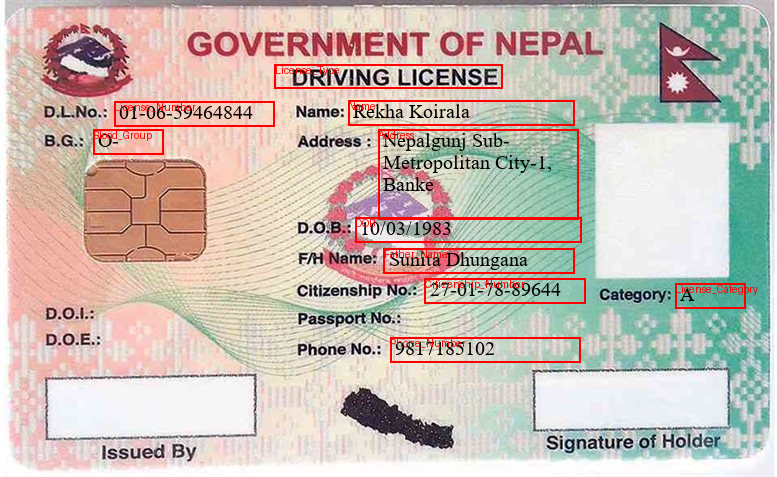 GOVERNMENT OF NEPAL
License_Type
DRIVING LICENSE
License_Number
D.L.No.: 01-06-59464844
Name
Name: Rekha Koirala
Blood_Group
B.G.: O-
Address
Address : Nepalgunj Sub-
Metropolitan City-1,
Banke
DOB
D.O.B.: 10/03/1983
Father_Name
F/H Name: Sunita Dhungana
Citizenship_Number
Citizenship No.: 27-01-78-89644
License_Category
Category: A
D.O.I.:
Passport No.:
D.O.E.:
Phone_Number
Phone No.: 9817185102
Issued By
Signature of Holder